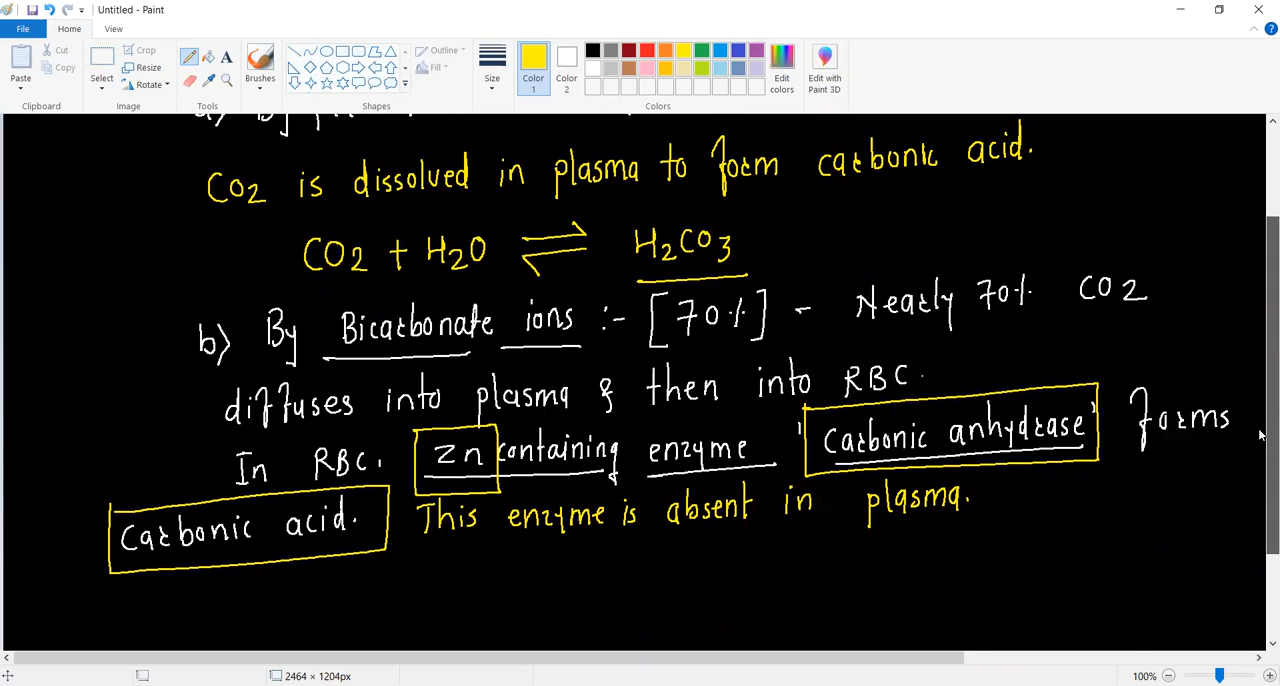 Untitled - Paint
File Home View
Paste
Cut
Copy
Clipboard
Select
Crop
Resize
Rotate
Image
Tools
Brushes
Shapes
Outline
Fill
Size
Color 1
Color 2
Edit colors
Edit with Paint 3D
Colors
a) By
CO2 is dissolved in plasma to form carbonic acid.
CO2 + H2O ⇌ H2CO3
b) By Bicarbonate ions :- [70%] - Nearly 70% CO2
diffuses into plasma & then into RBC.
In RBC. Zn containing enzyme 'Carbonic anhydrase' forms
Carbonic acid. This enzyme is absent in plasma.
2464 × 1204px
100%